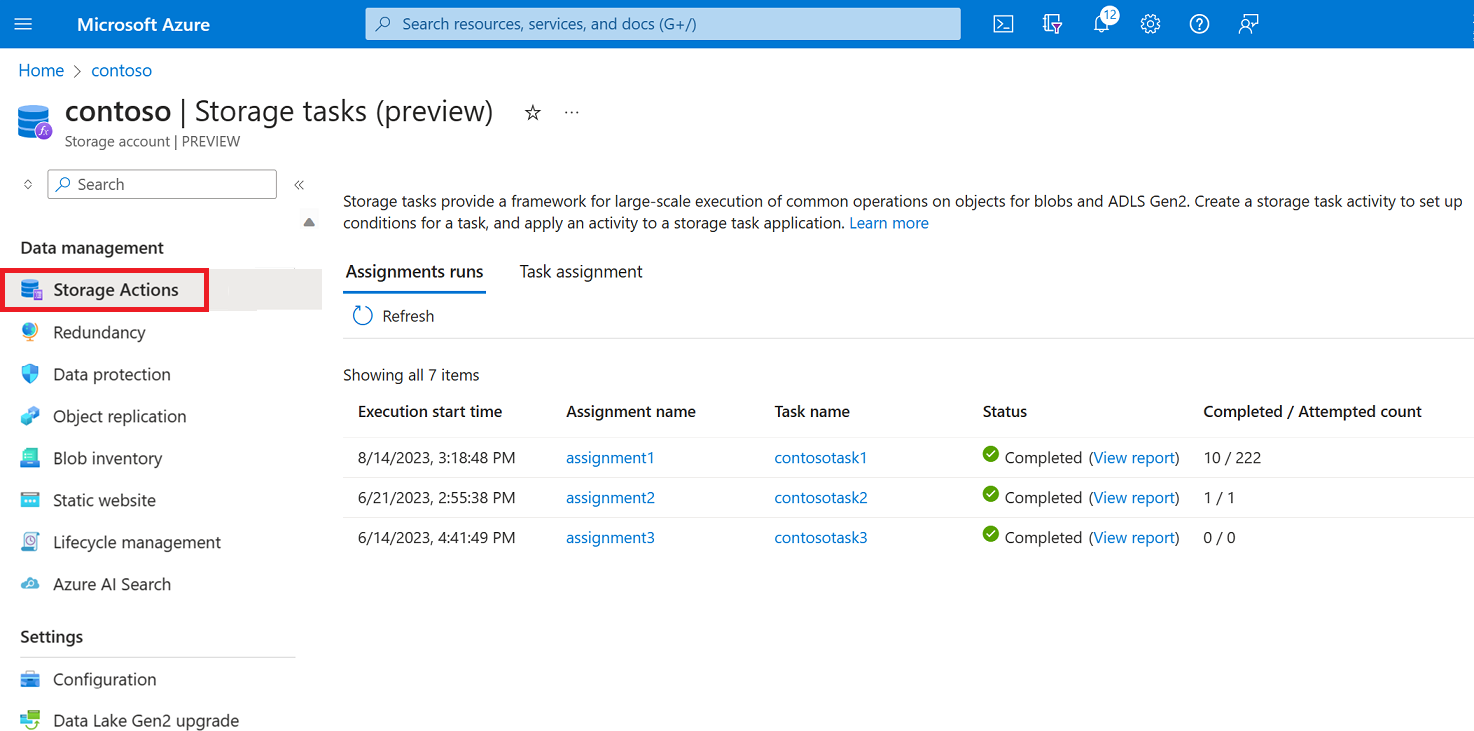 Microsoft Azure
Search resources, services, and docs (G+/)
12
Home > contoso
contoso | Storage tasks (preview)
Storage account | PREVIEW
Search
Data management
Storage Actions
Redundancy
Data protection
Object replication
Blob inventory
Static website
Lifecycle management
Azure AI Search
Settings
Configuration
Data Lake Gen2 upgrade
Storage tasks provide a framework for large-scale execution of common operations on objects for blobs and ADLS Gen2. Create a storage task activity to set up
conditions for a task, and apply an activity to a storage task application. Learn more
Assignments runs Task assignment
Refresh
Showing all 7 items
Execution start time Assignment name Task name Status Completed / Attempted count
8/14/2023, 3:18:48 PM assignment1 contosotask1 Completed (View report) 10 / 222
6/21/2023, 2:55:38 PM assignment2 contosotask2 Completed (View report) 1 / 1
6/14/2023, 4:41:49 PM assignment3 contosotask3 Completed (View report) 0 / 0